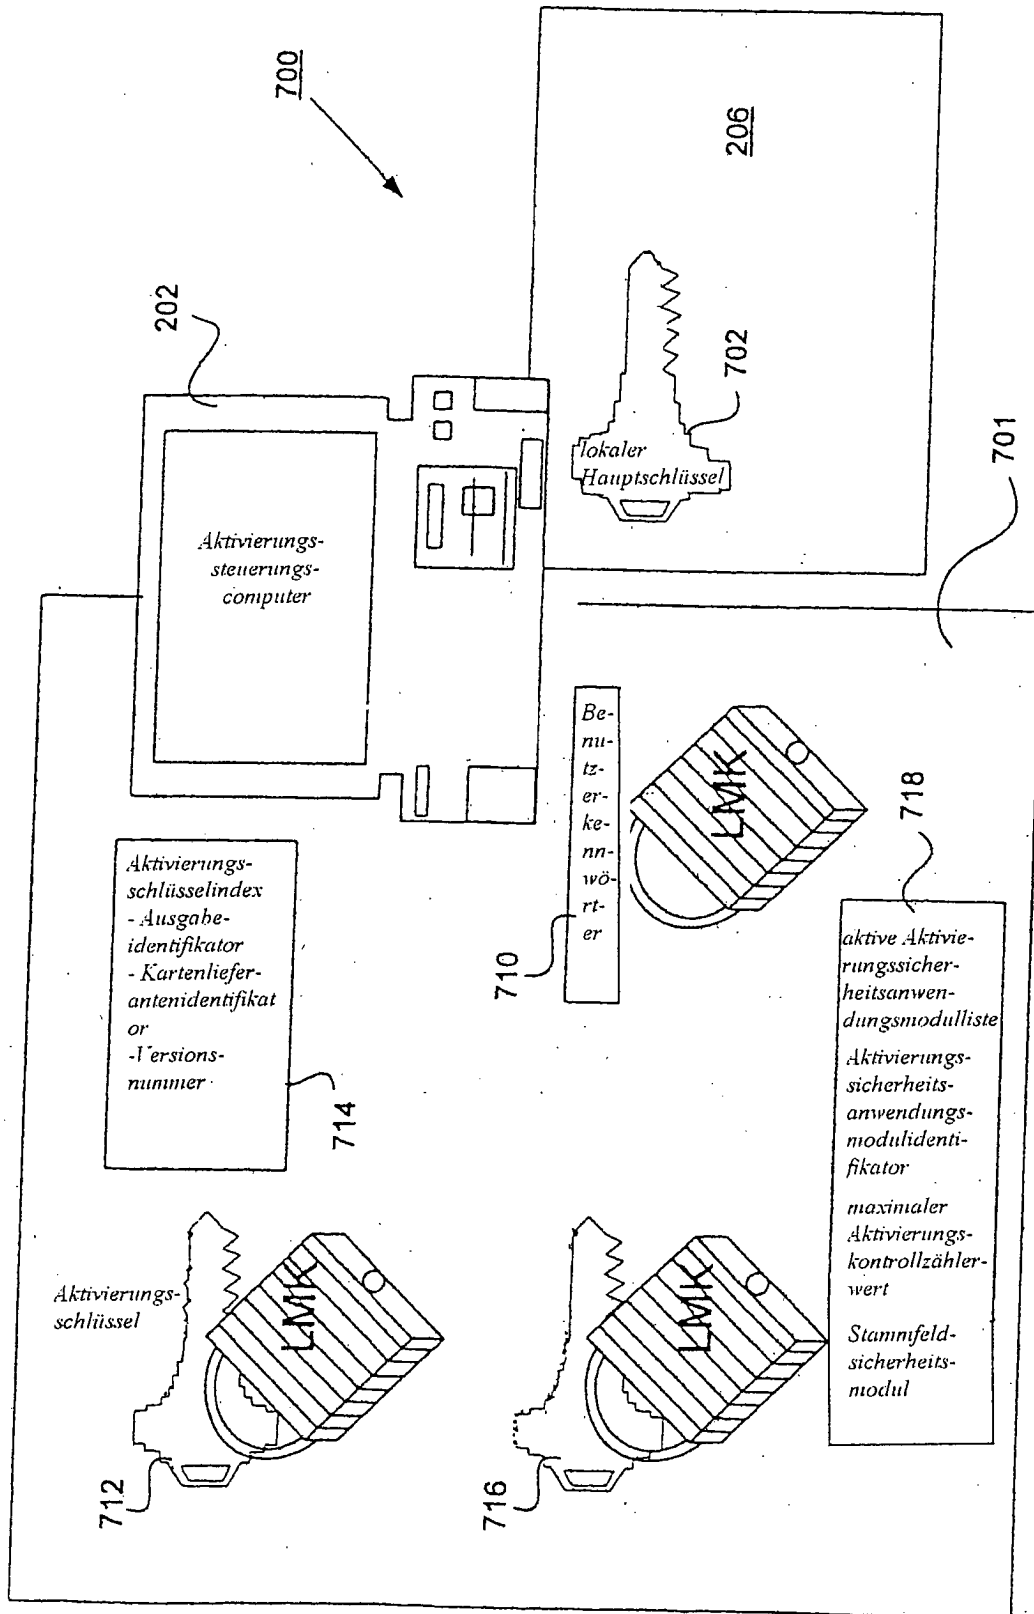 700
202
206
Aktivierungs-
steuerungs-
computer
lokaler
Hauptschlüssel
702
701
Aktivierungs-
schlüsselindex
- Ausgabe-
identifikator
- Kartenliefer-
antenidentifikat
or
-Versions-
nummer
714
Be-
nu-
tz-
er-
ke-
nn-
wö-
rt-
er
710
LMK
718
aktive Aktivie-
rungssicher-
heitsanwen-
dungsmodulliste
Aktivierungs-
sicherheits-
anwendungs-
modulidenti-
fikator
maximaler
Aktivierungs-
kontrollzähler-
wert
Stammfeld-
sicherheits-
modul
Aktivierungs-
schlüssel
LMK
712
LMK
716